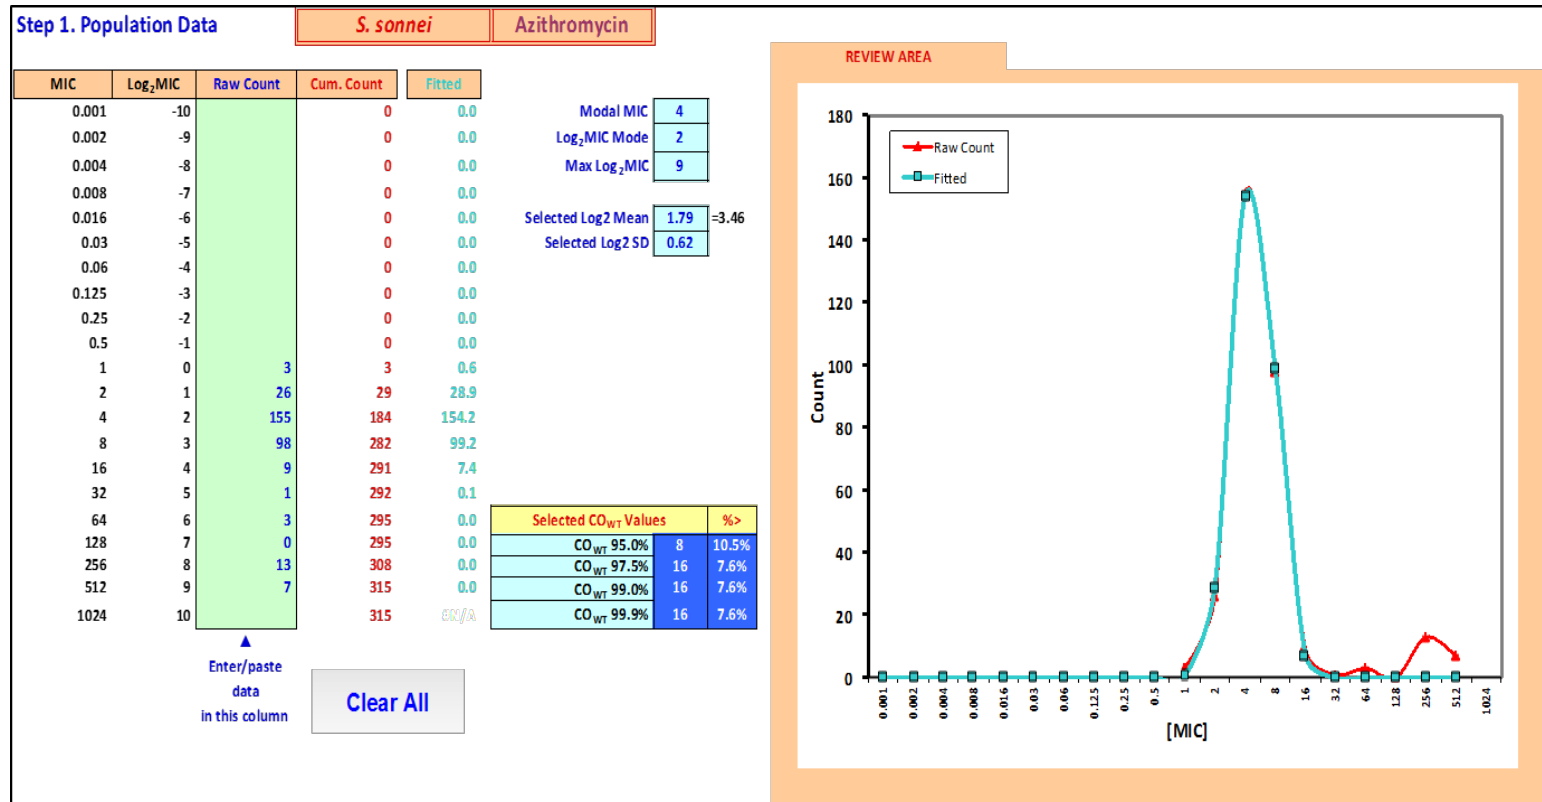 Step 1. Population Data S. sonnei Azithromycin
REVIEW AREA
MIC Log2MIC Raw Count Cum. Count Fitted
0.001 -10 0 0.0
0.002 -9 0 0.0
0.004 -8 0 0.0
0.008 -7 0 0.0
0.016 -6 0 0.0
0.03 -5 0 0.0
0.06 -4 0 0.0
0.125 -3 0 0.0
0.25 -2 0 0.0
0.5 -1 0 0.0
1 0 3 3 0.6
2 1 26 29 28.9
4 2 155 184 154.2
8 3 98 282 99.2
16 4 9 291 7.4
32 5 1 292 0.1
64 6 3 295 0.0
128 7 0 295 0.0
256 8 13 308 0.0
512 9 7 315 0.0
1024 10 315 #N/A
Modal MIC 4
Log2MIC Mode 2
Max Log2MIC 9
Selected Log2 Mean 1.79 =3.46
Selected Log2 SD 0.62
Selected COWT Values %>
COWT 95.0% 8 10.5%
COWT 97.5% 16 7.6%
COWT 99.0% 16 7.6%
COWT 99.9% 16 7.6%
▲
Enter/paste
data
in this column
Clear All
180
160
140
120
100
80
60
40
20
0
Count
Raw Count
Fitted
0.001 0.002 0.004 0.008 0.016 0.03 0.06 0.125 0.25 0.5 1 2 4 8 16 32 64 128 256 512 1024
[MIC]